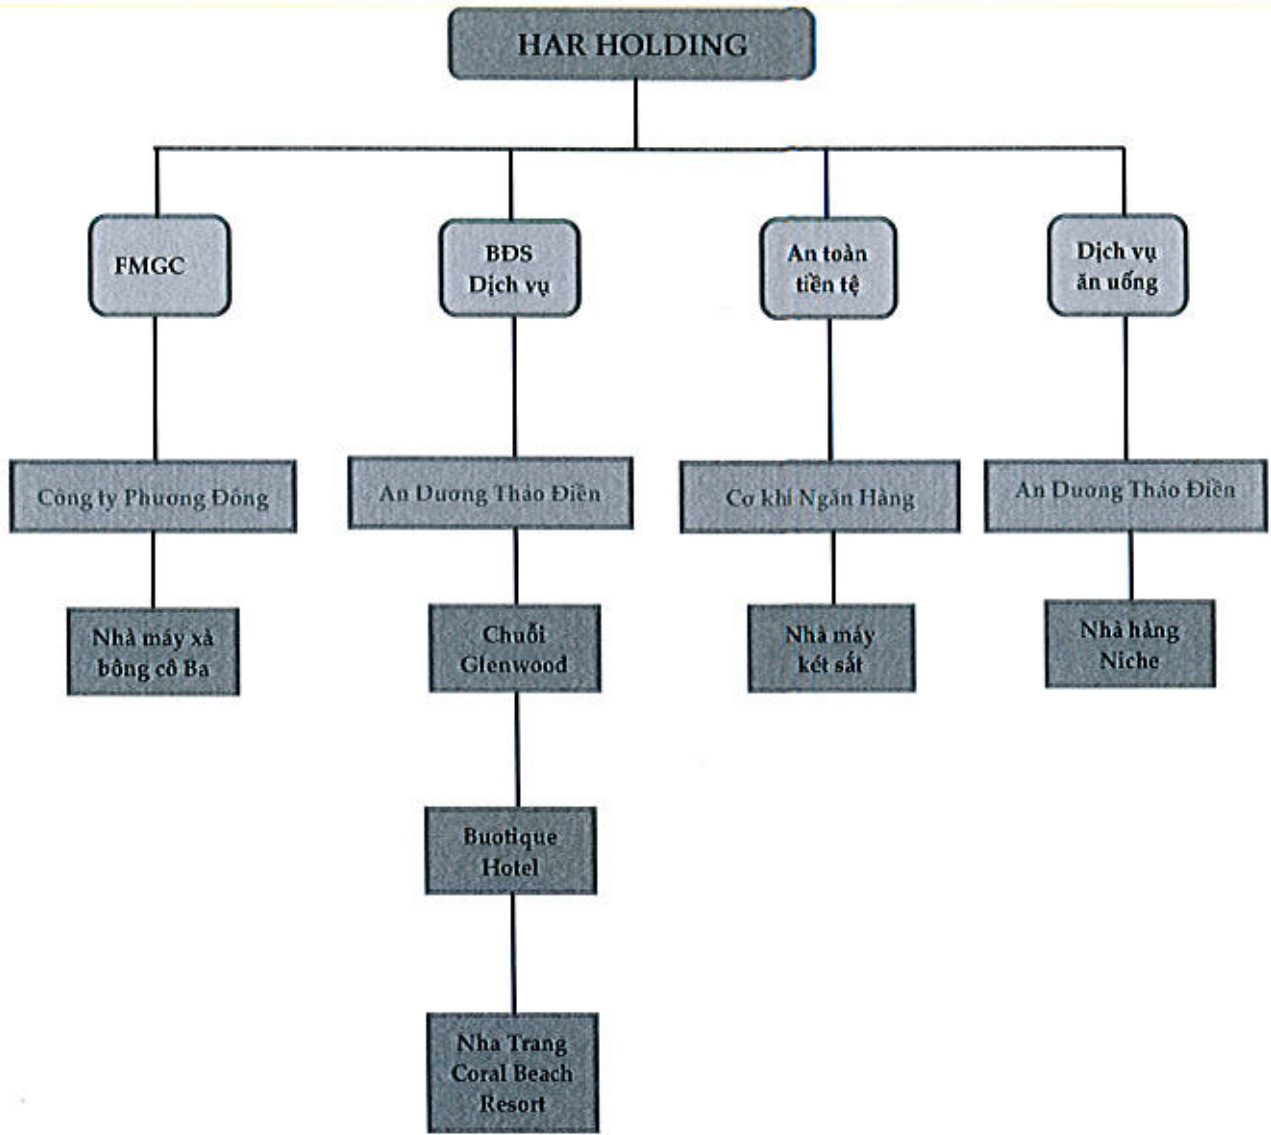 HAR HOLDING
FMGC
BĐS
Dịch vụ
An toàn
tiền tệ
Dịch vụ
ăn uống
Công ty Phương Đông
An Dương Thảo Điền
Cơ khí Ngân Hàng
An Dương Thảo Điền
Nhà máy xà
bông cô Ba
Chuỗi
Glenwood
Nhà máy
két sắt
Nhà hàng
Niche
Buotique
Hotel
Nha Trang
Coral Beach
Resort